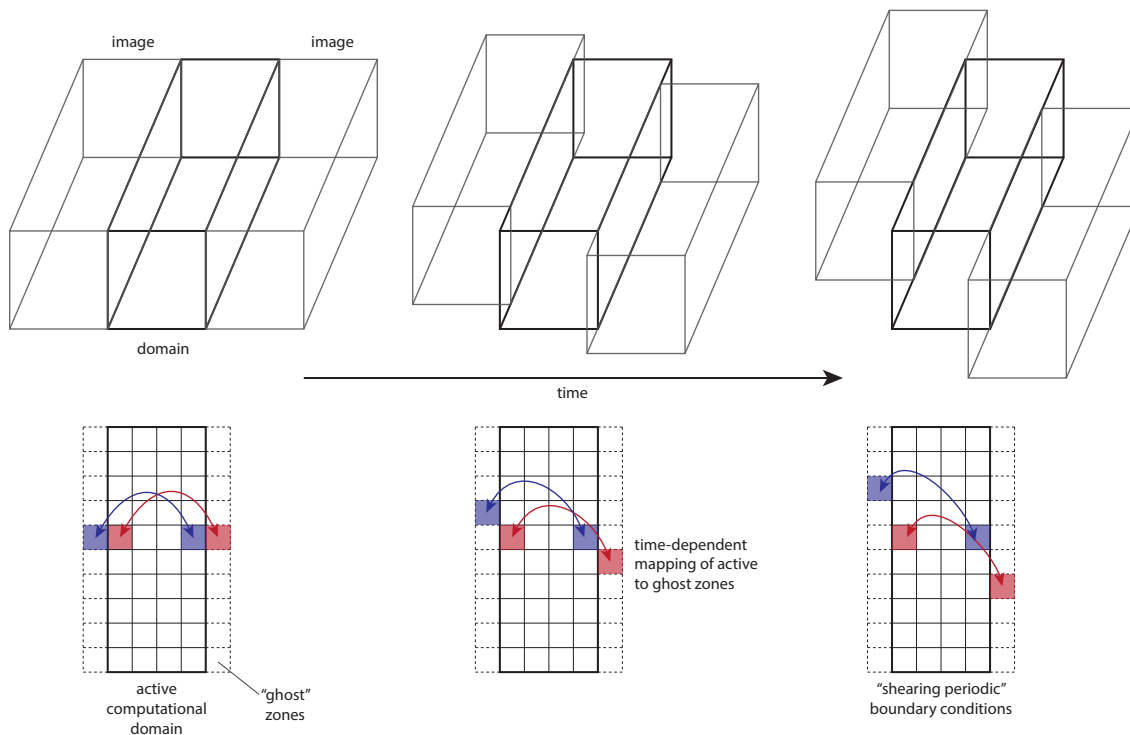 image
image
domain
time
time-dependent
mapping of active
to ghost zones
active
computational
domain
“ghost”
zones
“shearing periodic”
boundary conditions